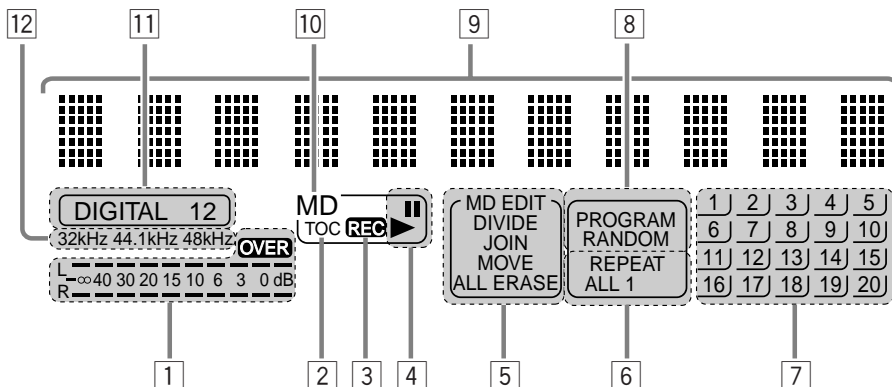 12 11 10 9 8
DIGITAL 12
32kHz 44.1kHz 48kHz
OVER
L
R
-∞ 40 30 20 15 10 6 3 0 dB
MD
TOC REC
MD EDIT
DIVIDE
JOIN
MOVE
ALL ERASE
PROGRAM
RANDOM
REPEAT
ALL 1
1 2 3 4 5
6 7 8 9 10
11 12 13 14 15
16 17 18 19 20
1 2 3 4 5 6 7